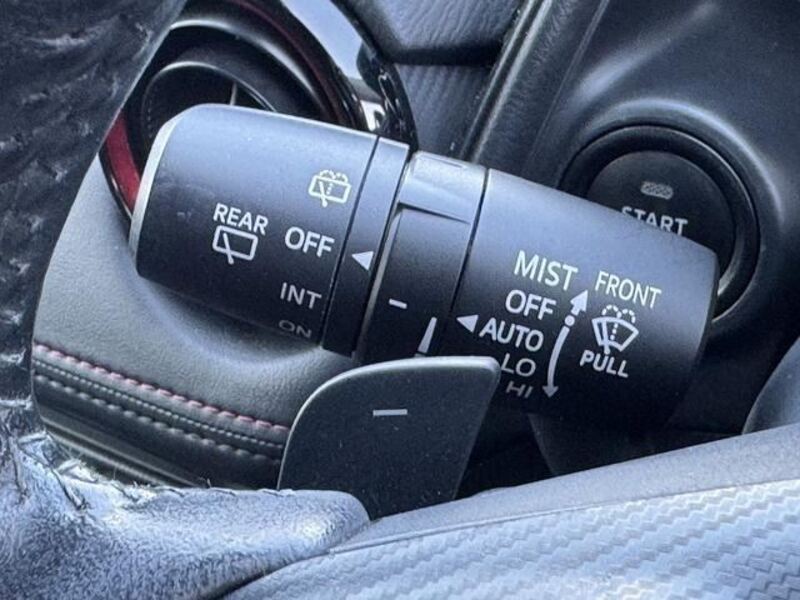 REAR
OFF
INT
ON
MIST
OFF
AUTO
LO
HI
FRONT
PULL
START